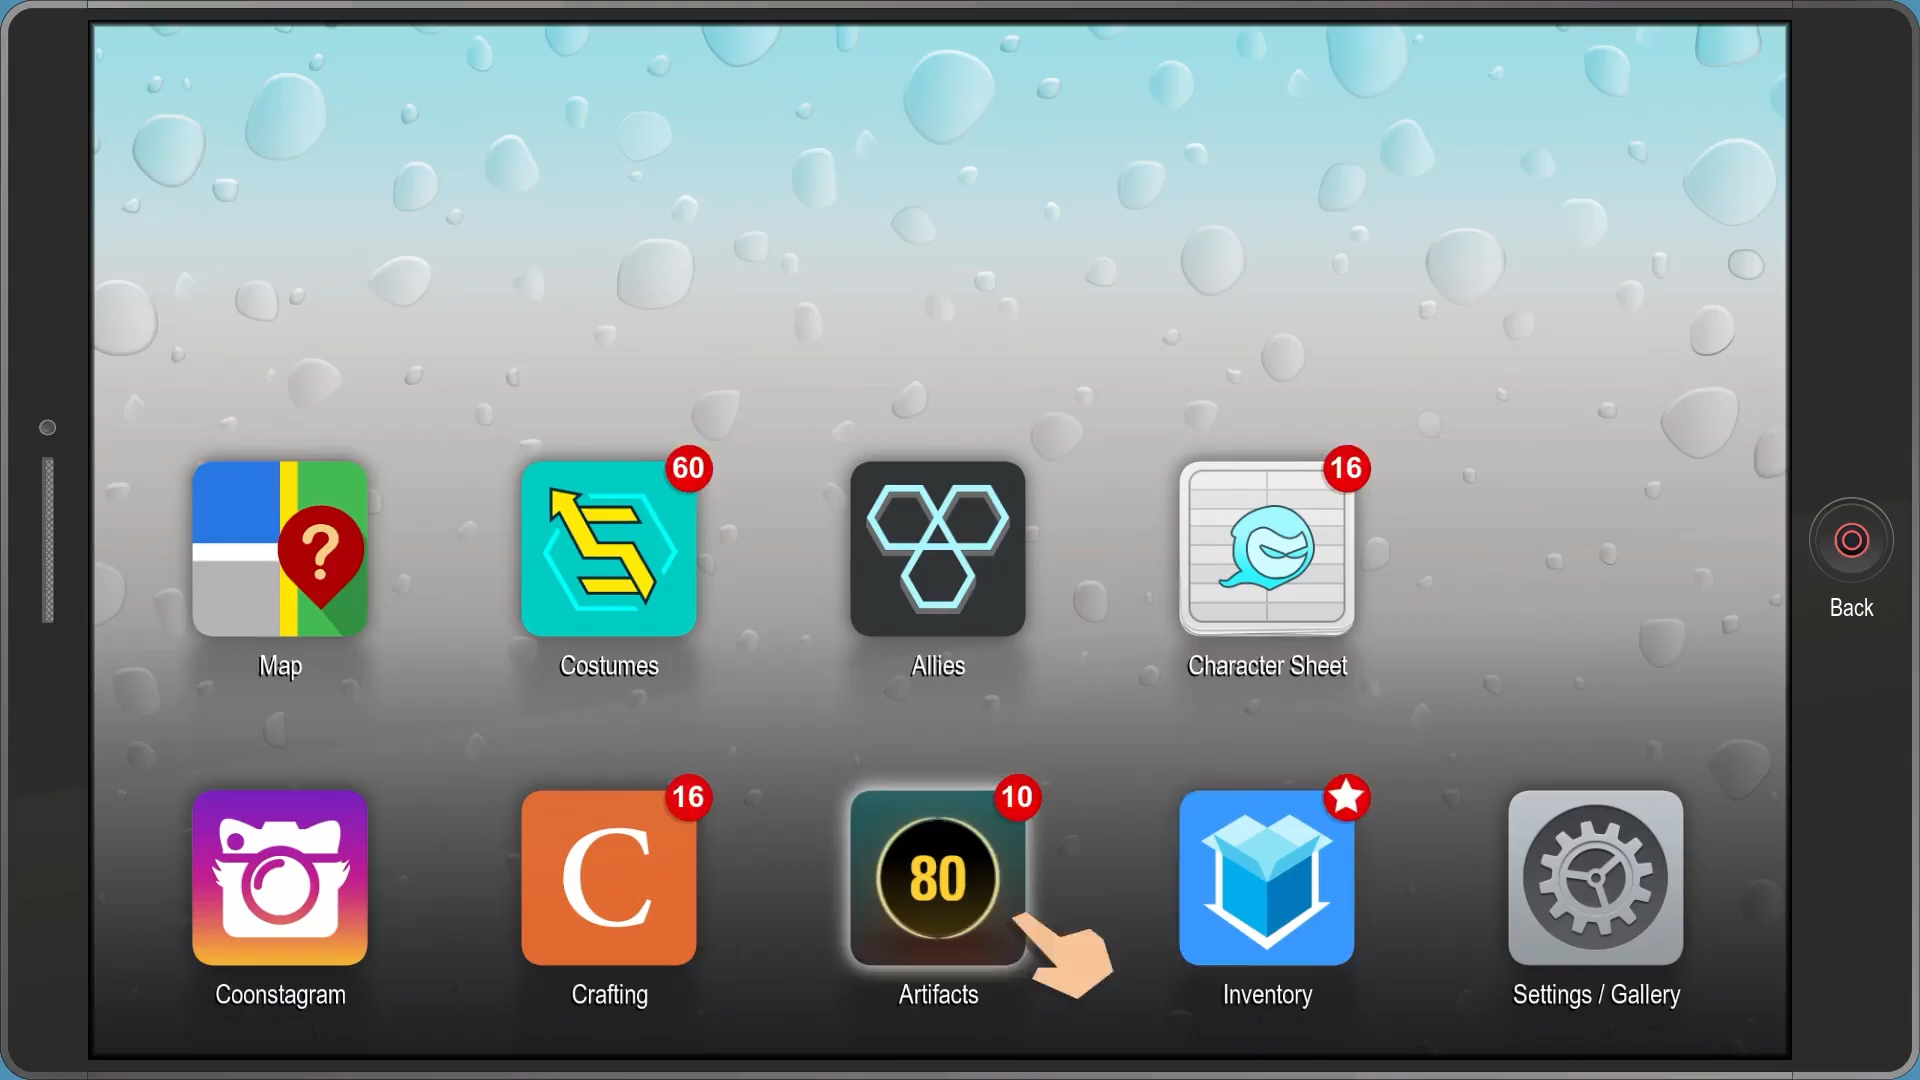 60
16
?
Map
Costumes
Allies
Character Sheet
Back
16
10
C
80
Coonstagram
Crafting
Artifacts
Inventory
Settings / Gallery